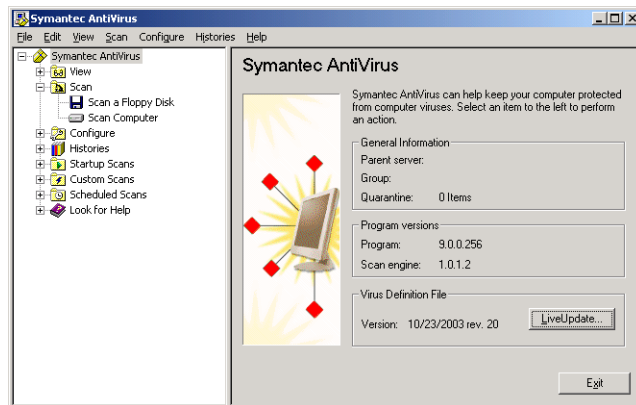 Symantec AntiVirus
File Edit View Scan Configure Histories Help
Symantec AntiVirus
View
Scan
Scan a Floppy Disk
Scan Computer
Configure
Histories
Startup Scans
Custom Scans
Scheduled Scans
Look for Help
Symantec AntiVirus
Symantec AntiVirus can help keep your computer protected
from computer viruses. Select an item to the left to perform
an action.
General Information
Parent server:
Group:
Quarantine: 0 Items
Program versions
Program: 9.0.0.256
Scan engine: 1.0.1.2
Virus Definition File
Version: 10/23/2003 rev. 20
LiveUpdate...
Exit